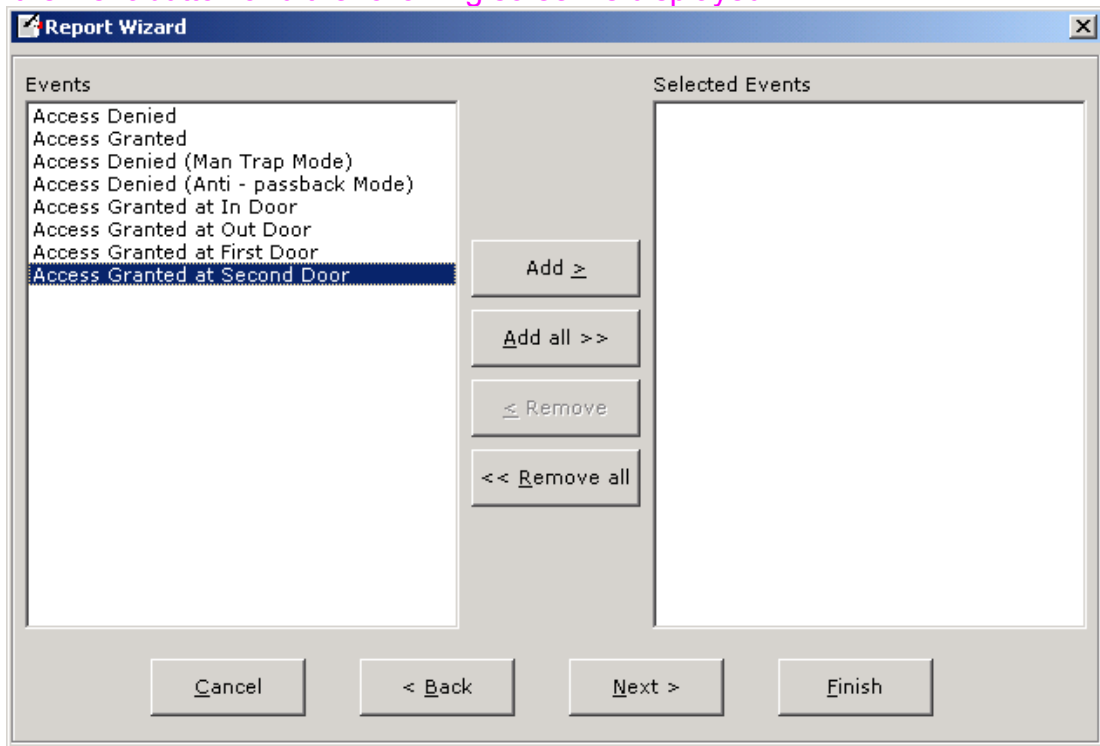 Report Wizard
Events
Selected Events
Access Denied
Access Granted
Access Denied (Man Trap Mode)
Access Denied (Anti - passback Mode)
Access Granted at In Door
Access Granted at Out Door
Access Granted at First Door
Access Granted at Second Door
Add >
Add all >>
< Remove
<< Remove all
Cancel
< Back
Next >
Finish